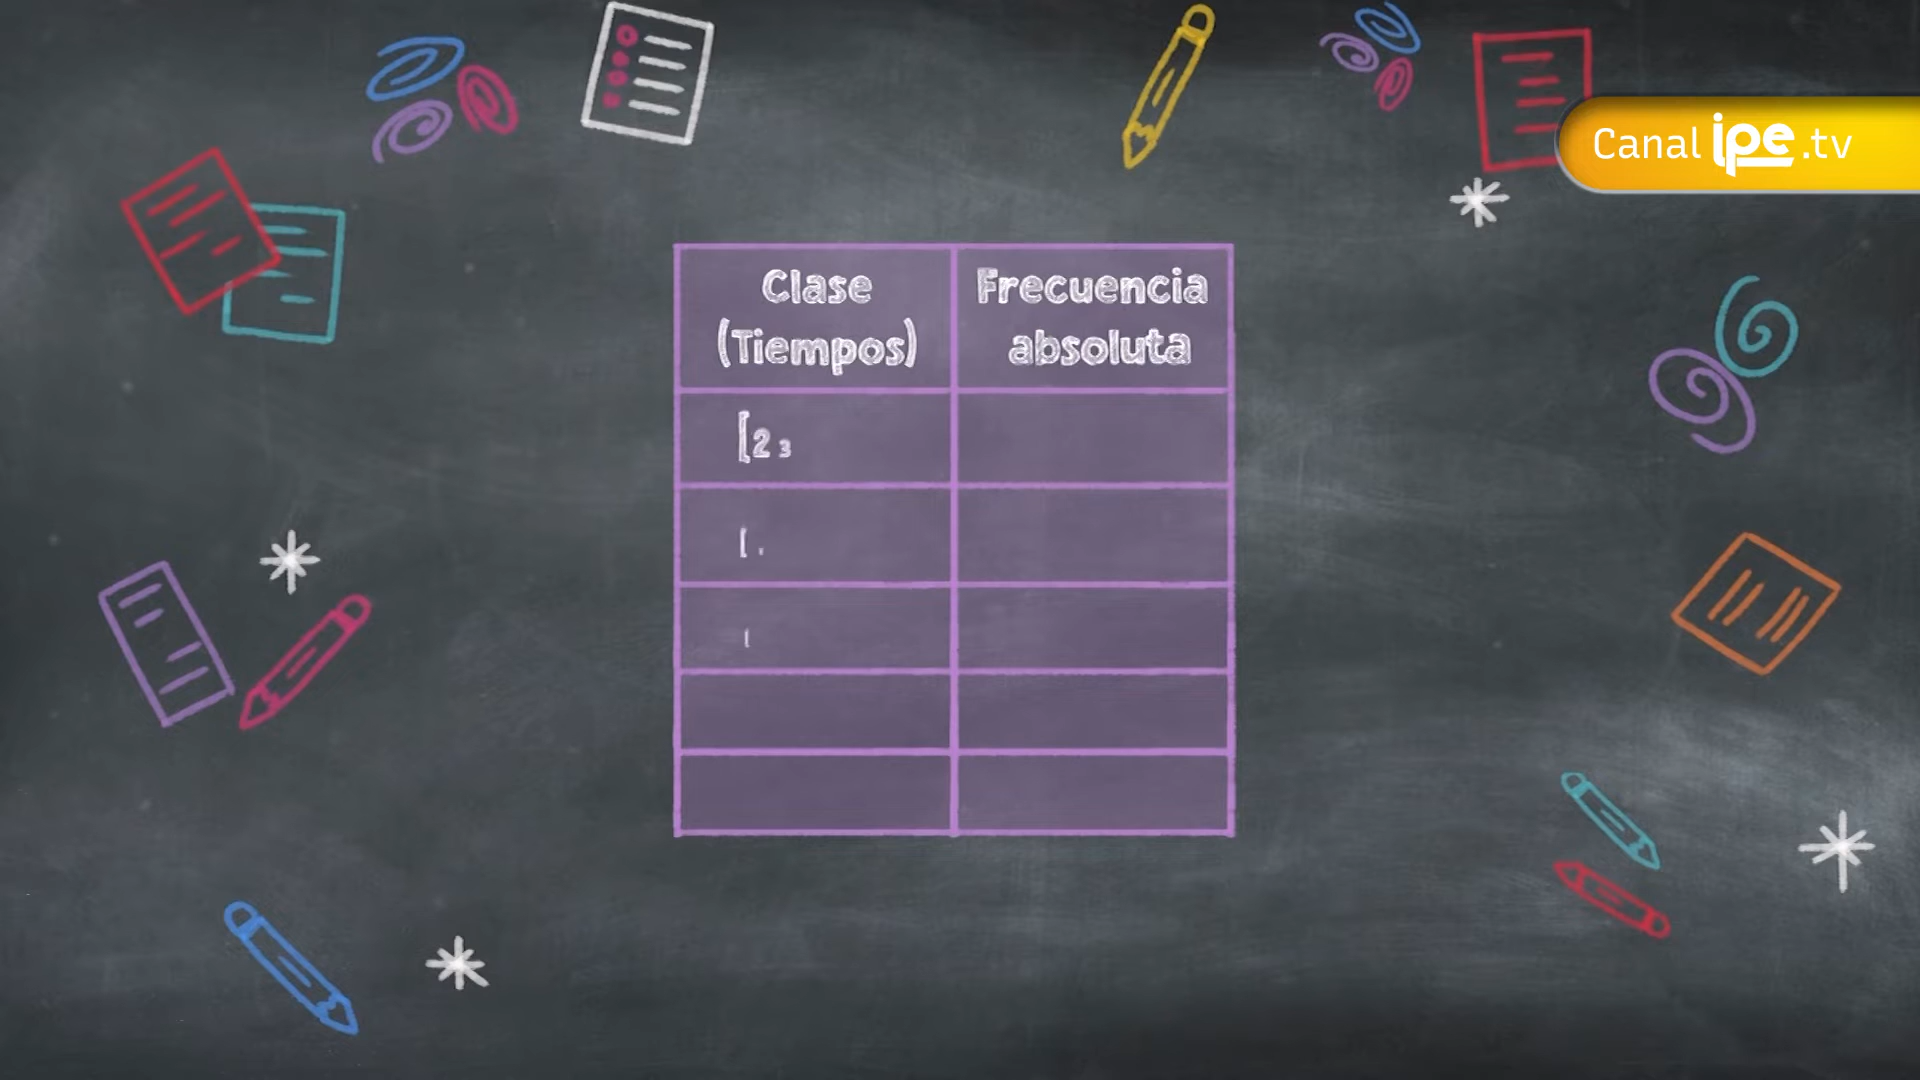 Canal ipe.tv
Clase
(Tiempos)
Frecuencia
absoluta
[2 3
[
[